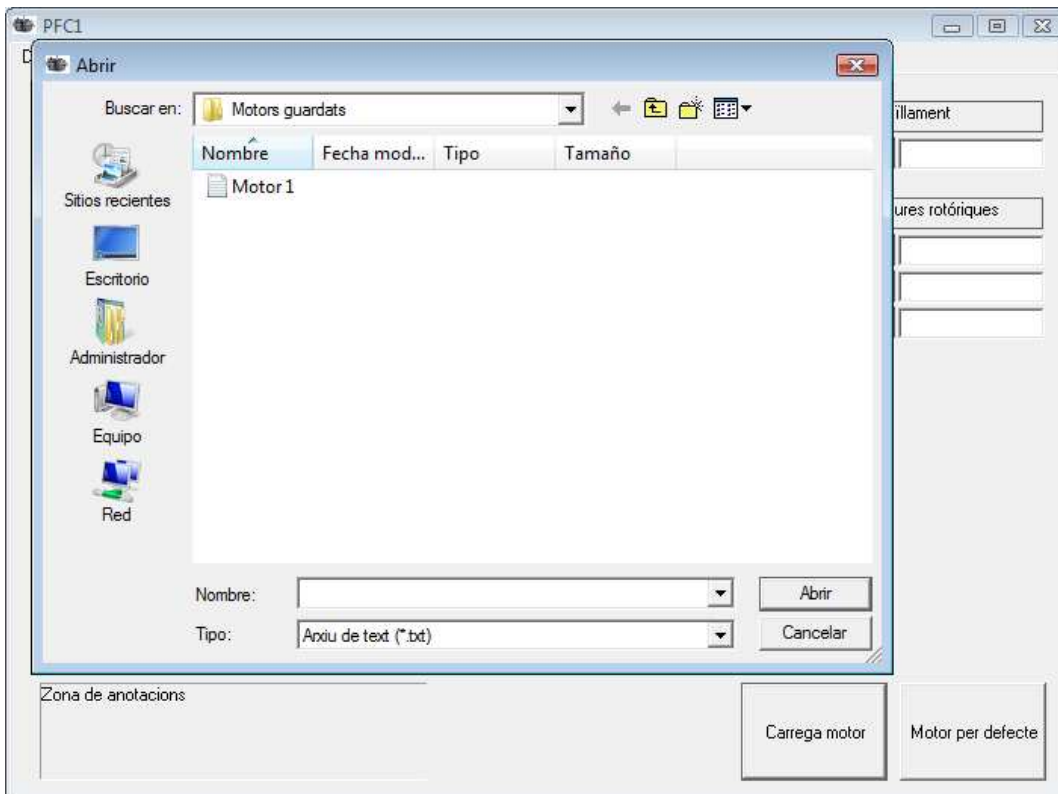 PFC1
Abrir
Buscar en: Motors guardats
Nombre Fecha mod... Tipo Tamaño
Motor 1
Sitios recientes
Escritorio
Administrador
Equipo
Red
Nombre: Abrir
Tipo: Arxiu de text (*.txt) Cancelar
ïllament
ures rotóriques
Zona de anotacions
Carrega motor Motor per defecte